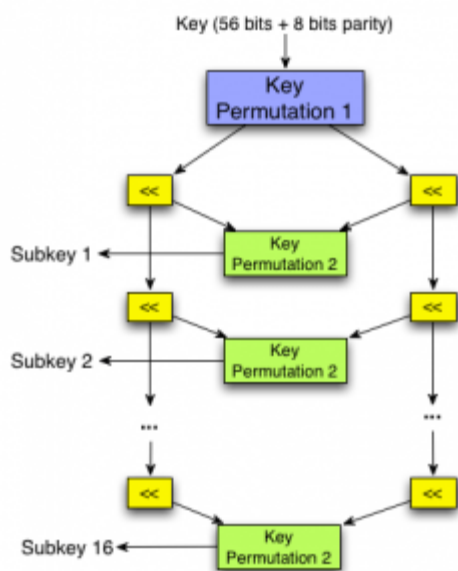 Key (56 bits + 8 bits parity)
Key
Permutation 1
<<
<<
Key
Permutation 2
Subkey 1
<<
<<
Key
Permutation 2
Subkey 2
...
...
<<
<<
Key
Permutation 2
Subkey 16